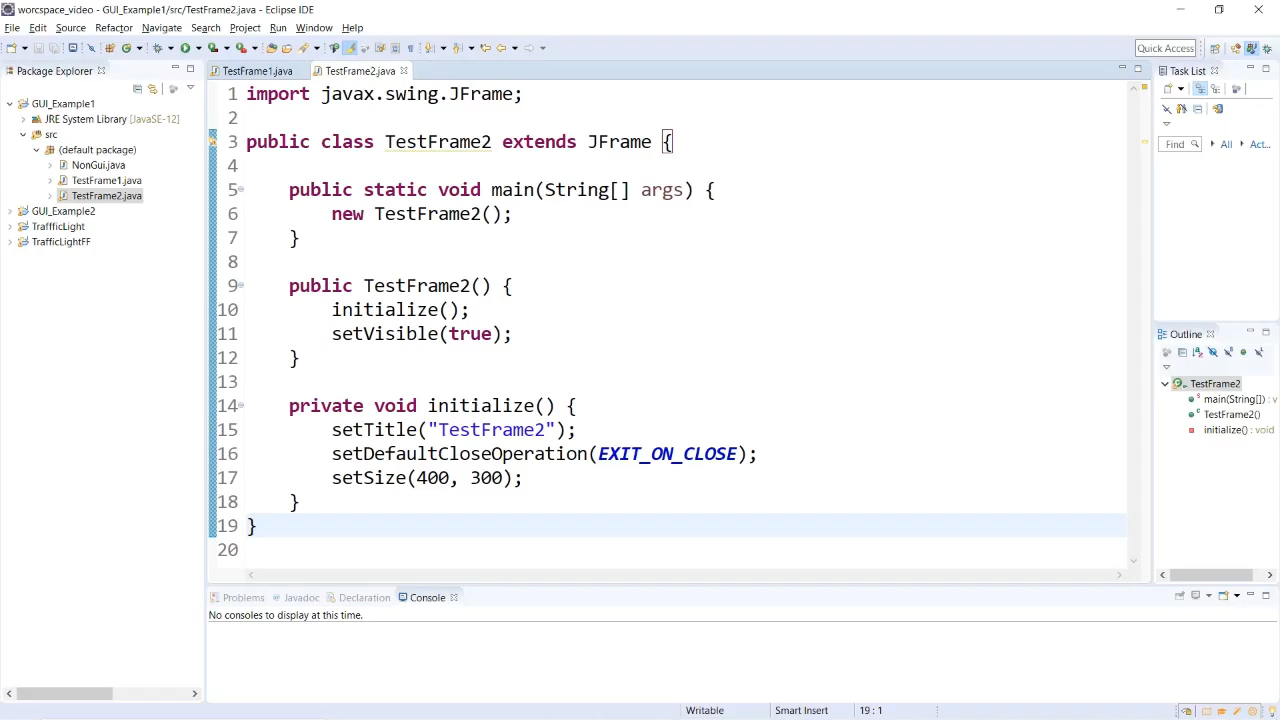 worcspace_video - GUI_Example1/src/TestFrame2.java - Eclipse IDE
File Edit Source Refactor Navigate Search Project Run Window Help
Quick Access
Package Explorer
GUI_Example1
JRE System Library [JavaSE-12]
src
(default package)
NonGui.java
TestFrame1.java
TestFrame2.java
GUI_Example2
TraffficLight
TrafficLightFF
TestFrame1.java TestFrame2.java
1 import javax.swing.JFrame;
2
3 public class TestFrame2 extends JFrame {
4
5 public static void main(String[] args) {
6 new TestFrame2();
7 }
8
9 public TestFrame2() {
10 initialize();
11 setVisible(true);
12 }
13
14 private void initialize() {
15 setTitle("TestFrame2");
16 setDefaultCloseOperation(EXIT_ON_CLOSE);
17 setSize(400, 300);
18 }
19 }
20
Task List
Find All Act...
Outline
TestFrame2
main(String[]) : v
TestFrame2()
initialize() : void
Problems Javadoc Declaration Console
No consoles to display at this time.
Writable Smart Insert 19 : 1